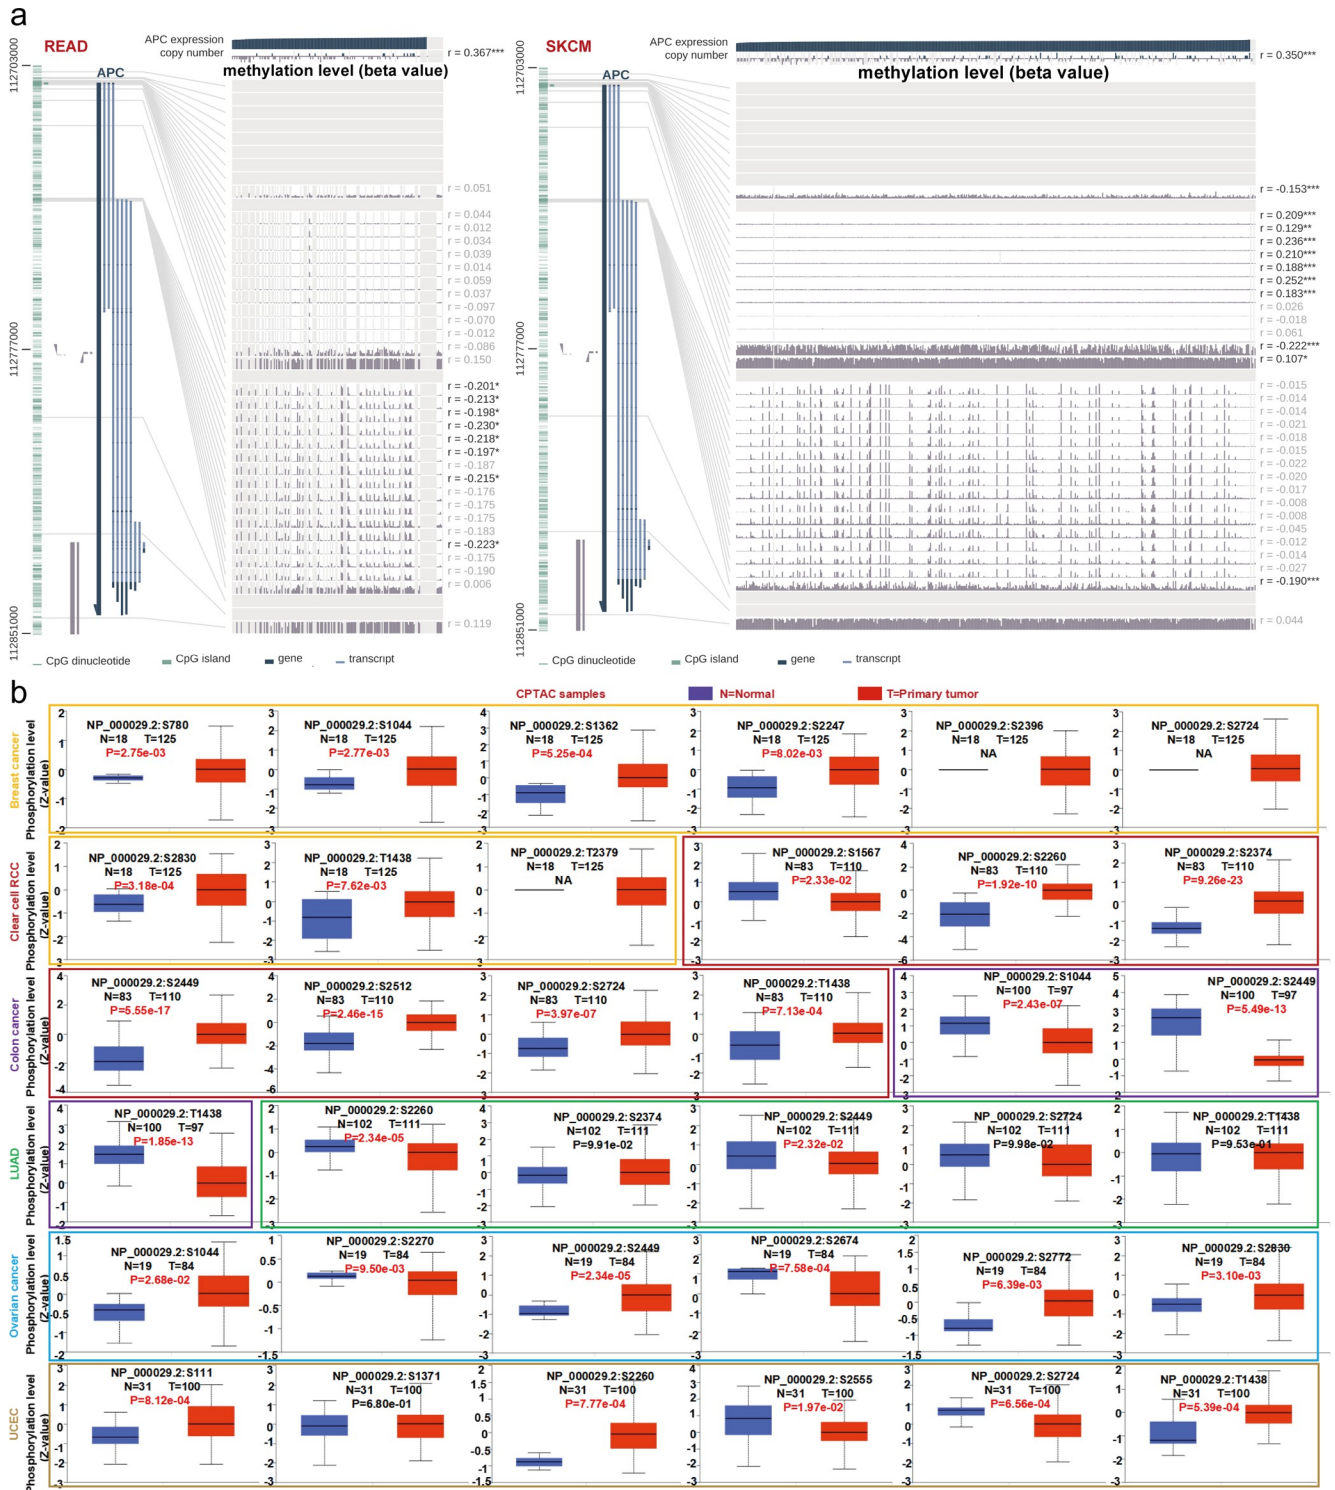 a
READ
APC expression
copy number
r = 0.367***
methylation level (beta value)
112703000
APC
r = 0.051
r = 0.044
r = 0.012
r = 0.034
r = 0.039
r = 0.014
r = 0.059
r = 0.037
r = -0.097
r = -0.070
r = -0.012
r = -0.086
r = 0.150
112777000
r = -0.201*
r = -0.213*
r = -0.198*
r = -0.230*
r = -0.218*
r = -0.197*
r = -0.187
r = -0.215*
r = -0.176
r = -0.175
r = -0.175
r = -0.183
r = -0.223*
r = -0.175
r = -0.190
r = 0.006
r = 0.119
112851000
CpG dinucleotide
CpG island
gene
transcript
SKCM
APC expression
copy number
r = 0.350***
methylation level (beta value)
112703000
APC
r = -0.153***
r = 0.209***
r = 0.129**
r = 0.236***
r = 0.210***
r = 0.188***
r = 0.252***
r = 0.183***
r = 0.026
r = -0.018
r = 0.061
r = -0.222***
r = 0.107*
112777000
r = -0.015
r = -0.014
r = -0.014
r = -0.021
r = -0.018
r = -0.015
r = -0.022
r = -0.020
r = -0.017
r = -0.008
r = -0.008
r = -0.045
r = -0.012
r = -0.014
r = -0.027
r = -0.190***
r = 0.044
112851000
CpG dinucleotide
CpG island
gene
transcript
b
CPTAC samples
N=Normal
T=Primary tumor
Breast cancer
Phosphorylation level
(Z-value)
NP_000029.2:S780
N=18 T=125
P=2.75e-03
NP_000029.2:S1044
N=18 T=125
P=2.77e-03
NP_000029.2:S1362
N=18 T=125
P=5.25e-04
NP_000029.2:S2247
N=18 T=125
P=8.02e-03
NP_000029.2:S2396
N=18 T=125
NA
NP_000029.2:S2724
N=18 T=125
NA
Clear cell RCC
Phosphorylation level
(Z-value)
NP_000029.2:S2830
N=18 T=125
P=3.18e-04
NP_000029.2:T1438
N=18 T=125
P=7.62e-03
NP_000029.2:T2379
N=18 T=125
NA
NP_000029.2:S1567
N=83 T=110
P=2.33e-02
NP_000029.2:S2260
N=83 T=110
P=1.92e-10
NP_000029.2:S2374
N=83 T=110
P=9.26e-23
Colon cancer
Phosphorylation level
(Z-value)
NP_000029.2:S2449
N=83 T=110
P=5.55e-17
NP_000029.2:S2512
N=83 T=110
P=2.46e-15
NP_000029.2:S2724
N=83 T=110
P=3.97e-07
NP_000029.2:T1438
N=83 T=110
P=7.13e-04
NP_000029.2:S1044
N=100 T=97
P=2.43e-07
NP_000029.2:S2449
N=100 T=97
P=5.49e-13
LUAD
Phosphorylation level
(Z-value)
NP_000029.2:T1438
N=100 T=97
P=1.85e-13
NP_000029.2:S2260
N=102 T=111
P=2.34e-05
NP_000029.2:S2374
N=102 T=111
P=9.91e-02
NP_000029.2:S2449
N=102 T=111
P=2.32e-02
NP_000029.2:S2724
N=102 T=111
P=9.98e-02
NP_000029.2:T1438
N=102 T=111
P=9.53e-01
Ovarian cancer
Phosphorylation level
(Z-value)
NP_000029.2:S1044
N=19 T=84
P=2.68e-02
NP_000029.2:S2270
N=19 T=84
P=9.50e-03
NP_000029.2:S2449
N=19 T=84
P=2.34e-05
NP_000029.2:S2674
N=19 T=84
P=7.58e-04
NP_000029.2:S2772
N=19 T=84
P=6.39e-03
NP_000029.2:S2830
N=19 T=84
P=3.10e-03
UCEC
Phosphorylation level
(Z-value)
NP_000029.2:S111
N=31 T=100
P=8.12e-04
NP_000029.2:S1371
N=31 T=100
P=6.80e-01
NP_000029.2:S2260
N=31 T=100
P=7.77e-04
NP_000029.2:S2555
N=31 T=100
P=1.97e-02
NP_000029.2:S2724
N=31 T=100
P=6.56e-04
NP_000029.2:T1438
N=31 T=100
P=5.39e-04